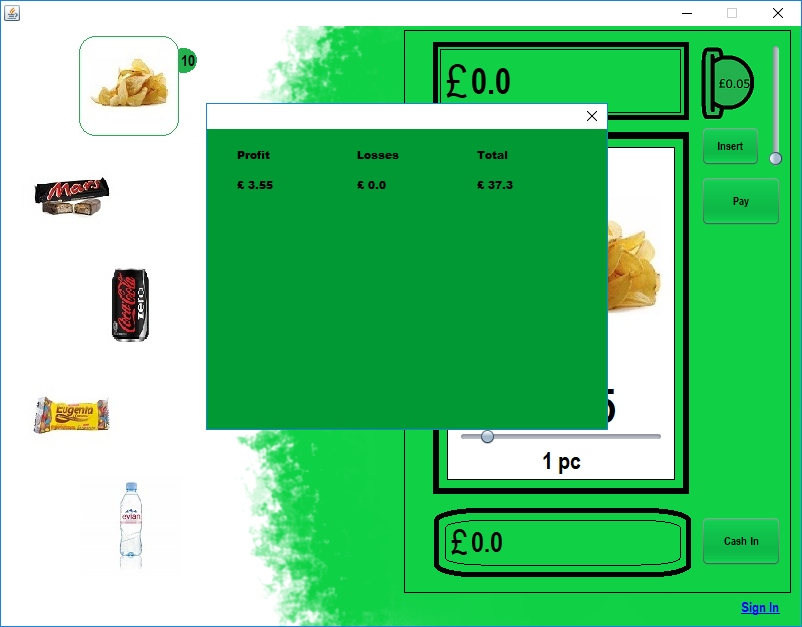 10
Mars
Coca-Cola
zero
Eugenia
evian
£0.0
£0.05
Insert
Pay
Profit Losses Total
£ 3.55 £ 0.0 £ 37.3
1 pc
£0.0
Cash In
Sign In